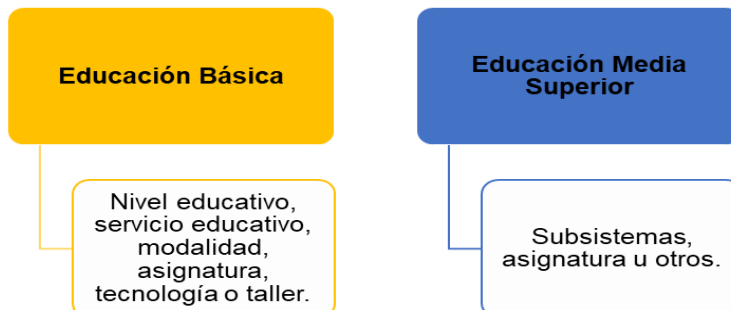 Educación Básica
Nivel educativo,
servicio educativo,
modalidad,
asignatura,
tecnología o taller.
Educación Media
Superior
Subsistemas,
asignatura u otros.